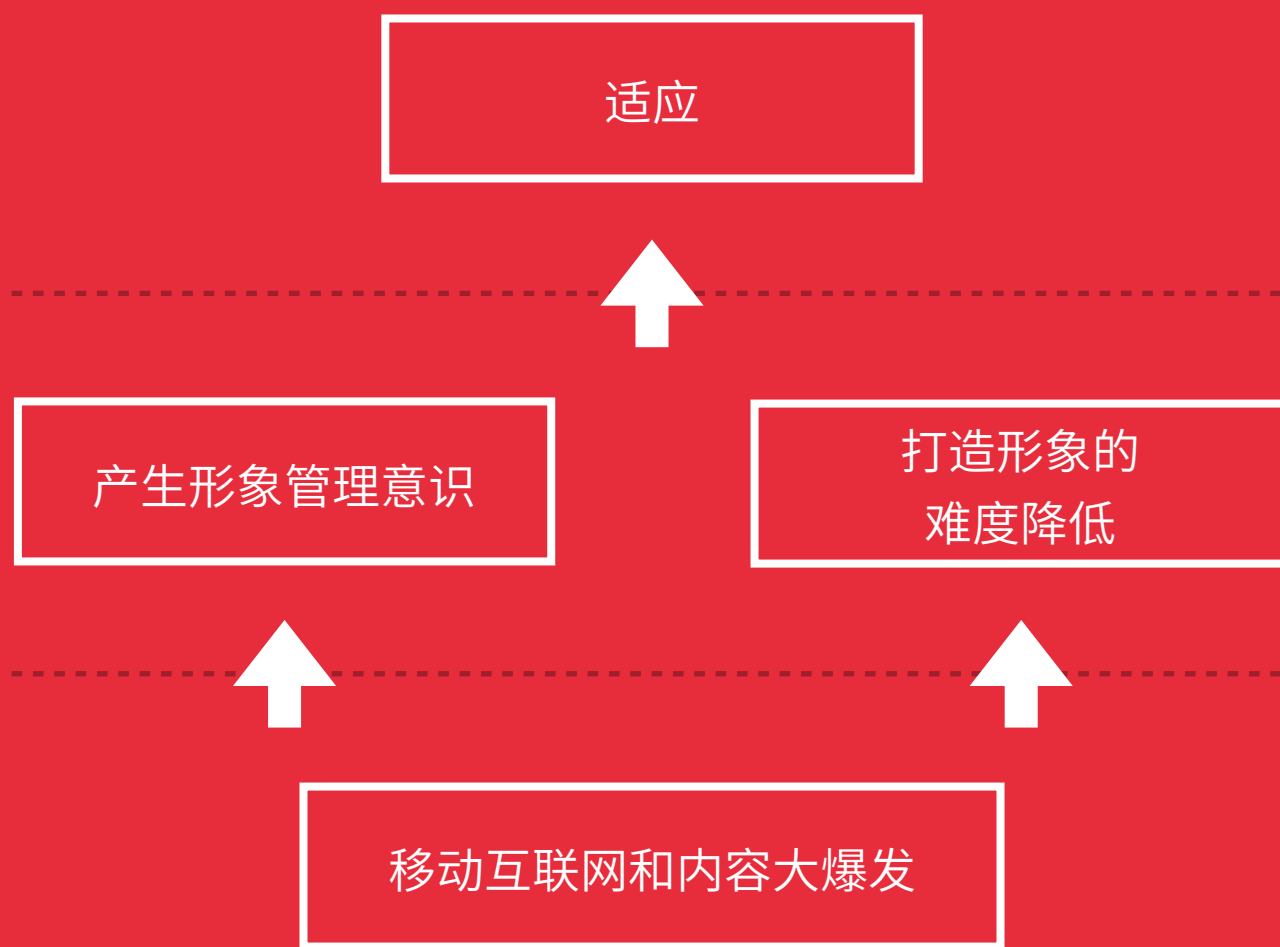 适应
产生形象管理意识
打造形象的
难度降低
移动互联网和内容大爆发